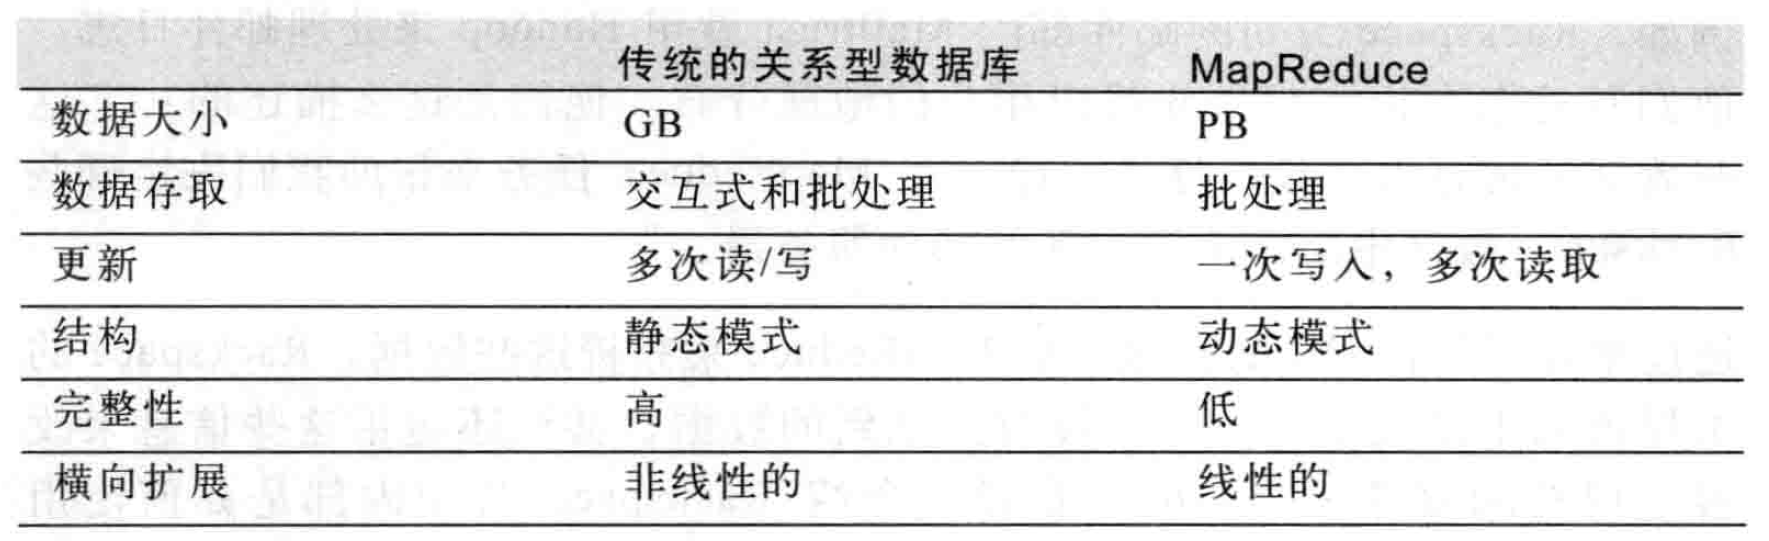 传统的关系型数据库 MapReduce
数据大小 GB PB
数据存取 交互式和批处理 批处理
更新 多次读/写 一次写入，多次读取
结构 静态模式 动态模式
完整性 高 低
横向扩展 非线性的 线性的